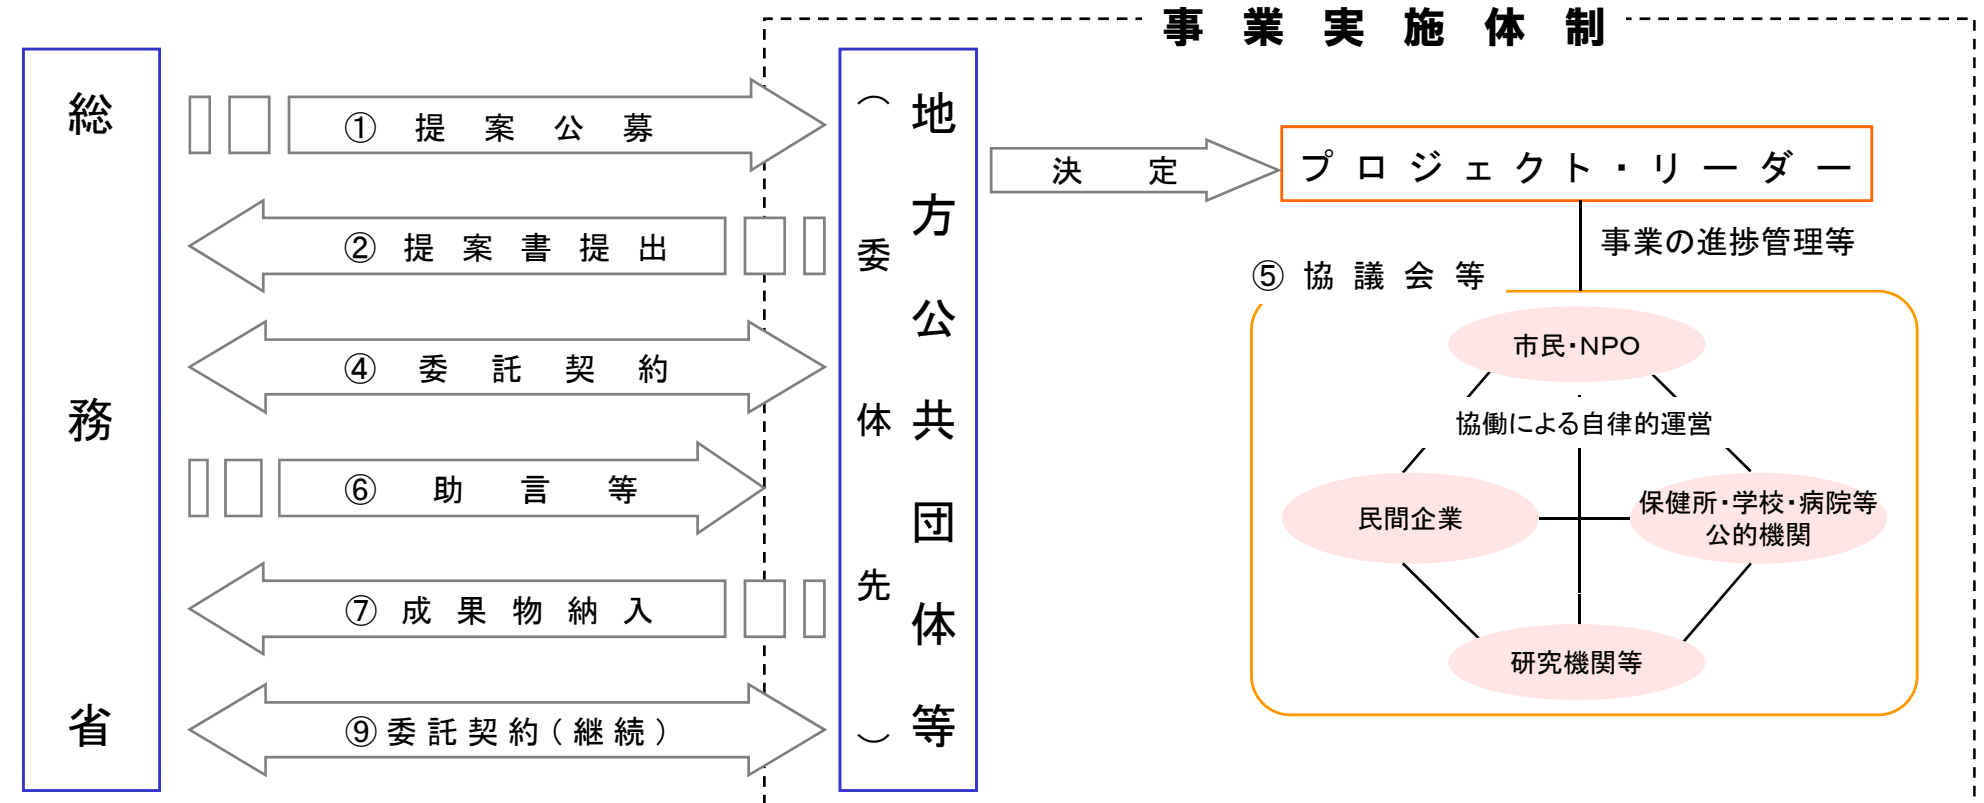 事業実施体制
総務省
①提案公募
②提案書提出
④委託契約
⑥助言等
⑦成果物納入
⑨委託契約(継続)
地方公共団体等
(委体先)
決定
プロジェクト・リーダー
事業の進捗管理等
⑤協議会等
市民・NPO
協働による自律的運営
民間企業
保健所・学校・病院等
公的機関
研究機関等